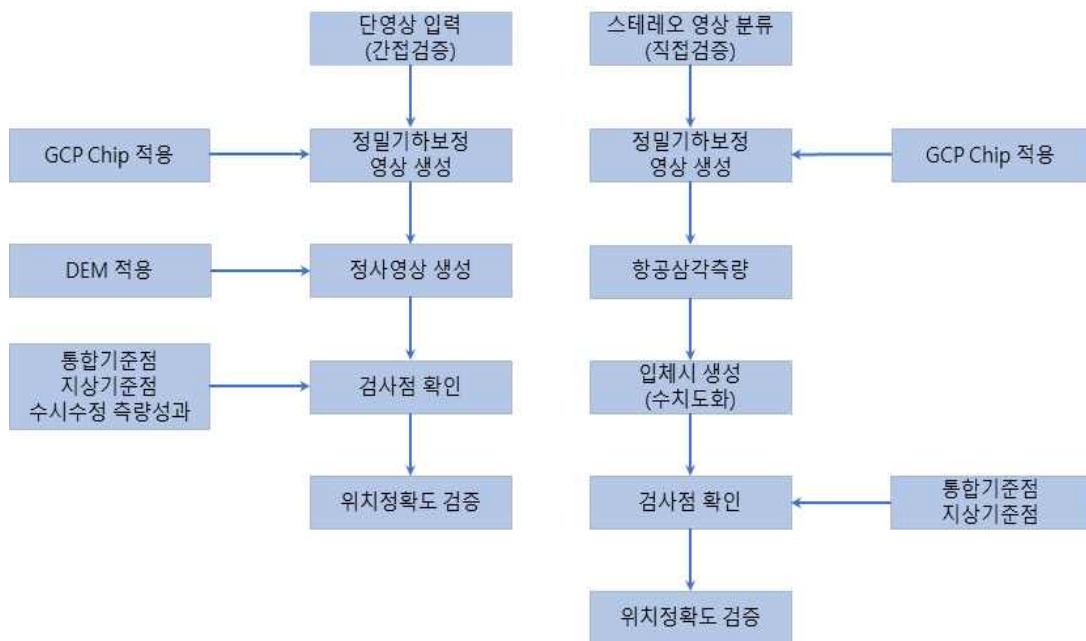 단영상 입력
(간접검증)
스테레오 영상 분류
(직접검증)
GCP Chip 적용
정밀기하보정
영상 생성
정밀기하보정
영상 생성
GCP Chip 적용
DEM 적용
정사영상 생성
항공삼각측량
통합기준점
지상기준점
수시수정 측량성과
검사점 확인
입체시 생성
(수치도화)
위치정확도 검증
검사점 확인
통합기준점
지상기준점
위치정확도 검증